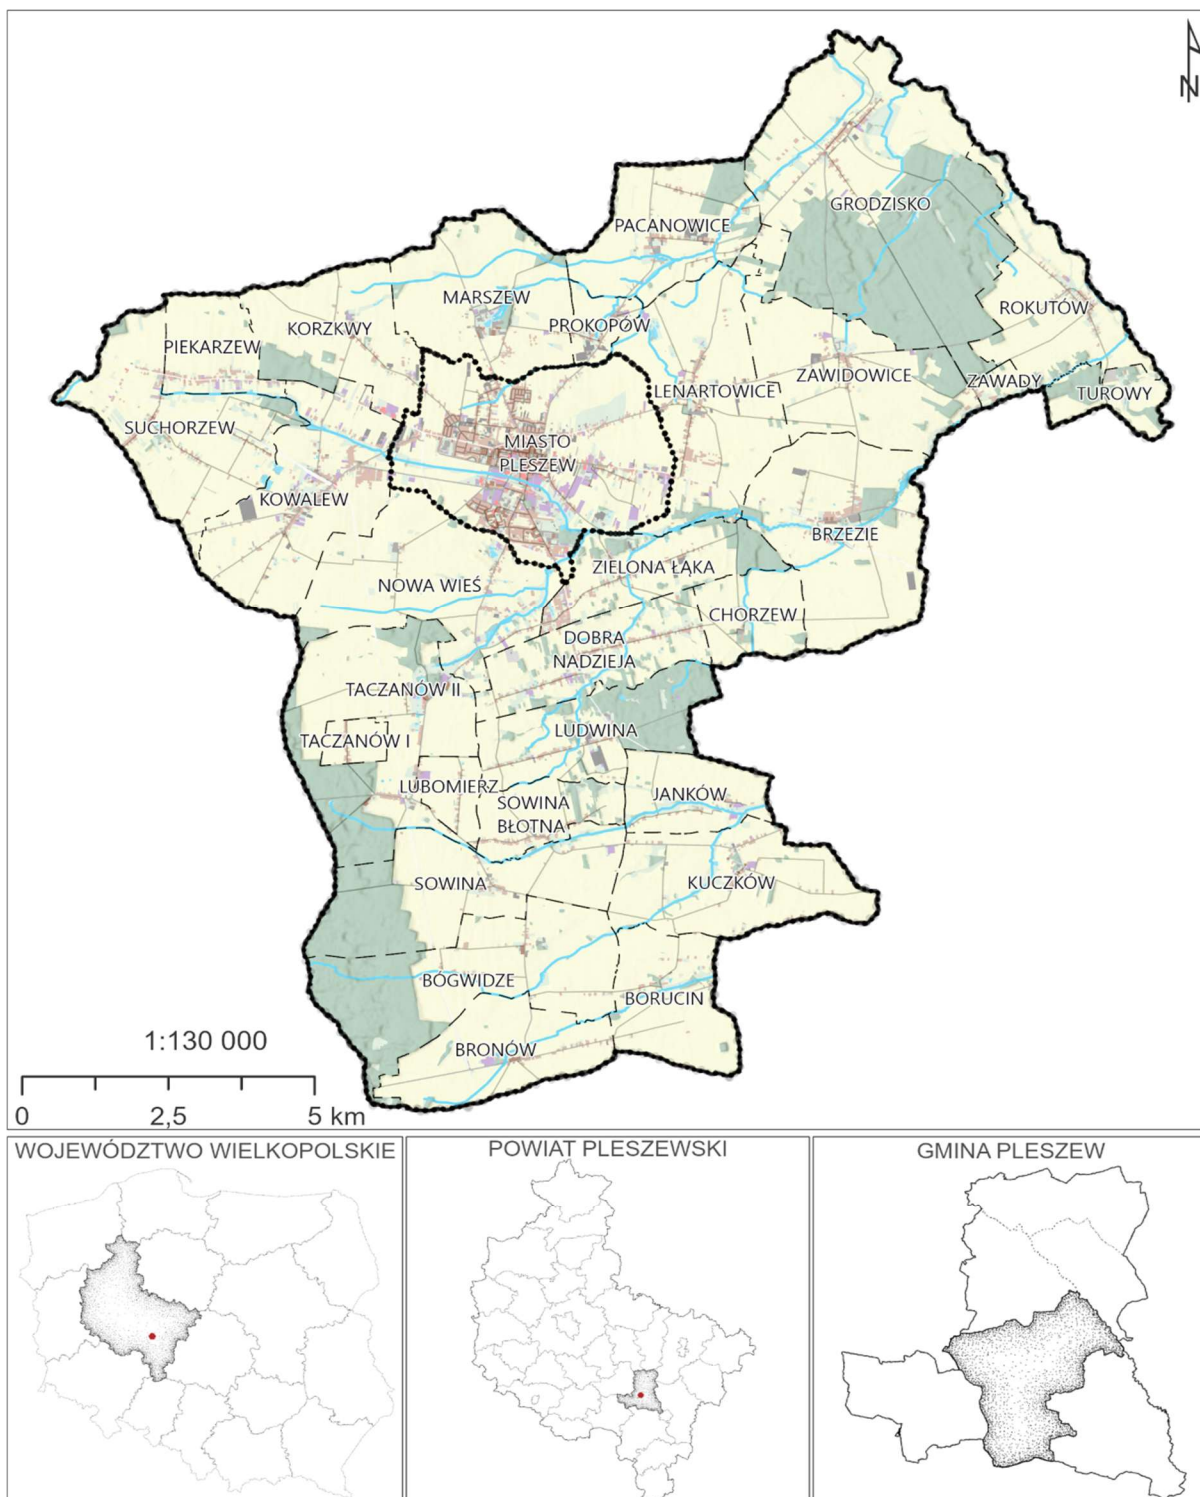 N
GRODZISKO
PACANOWICE
MARSZEW
ROKUTÓW
KORZKWY
PROKOPÓW
PIEKARZEW
ZAWIDOWICE
ZAWADY
LENARTOWICE
TUROWY
SUCHORZEW
MIASTO
PLESZEW
KOWALEW
BRZEZIE
ZIELONA ŁĄKA
NOWA WIEŚ
CHORZEW
DOBRA
NADZIEJA
TACZANÓW II
LUDWINA
TACZANÓW I
LUBOMIERZ
JANKÓW
SOWINA
BŁOTNA
SOWINA
KUCZKÓW
BOGWIDZE
BORUCIN
BRONÓW
1:130 000
0 2,5 5 km
WOJEWÓDZTWO WIELKOPOLSKIE
POWIAT PLESZEWSKI
GMINA PLESZEW